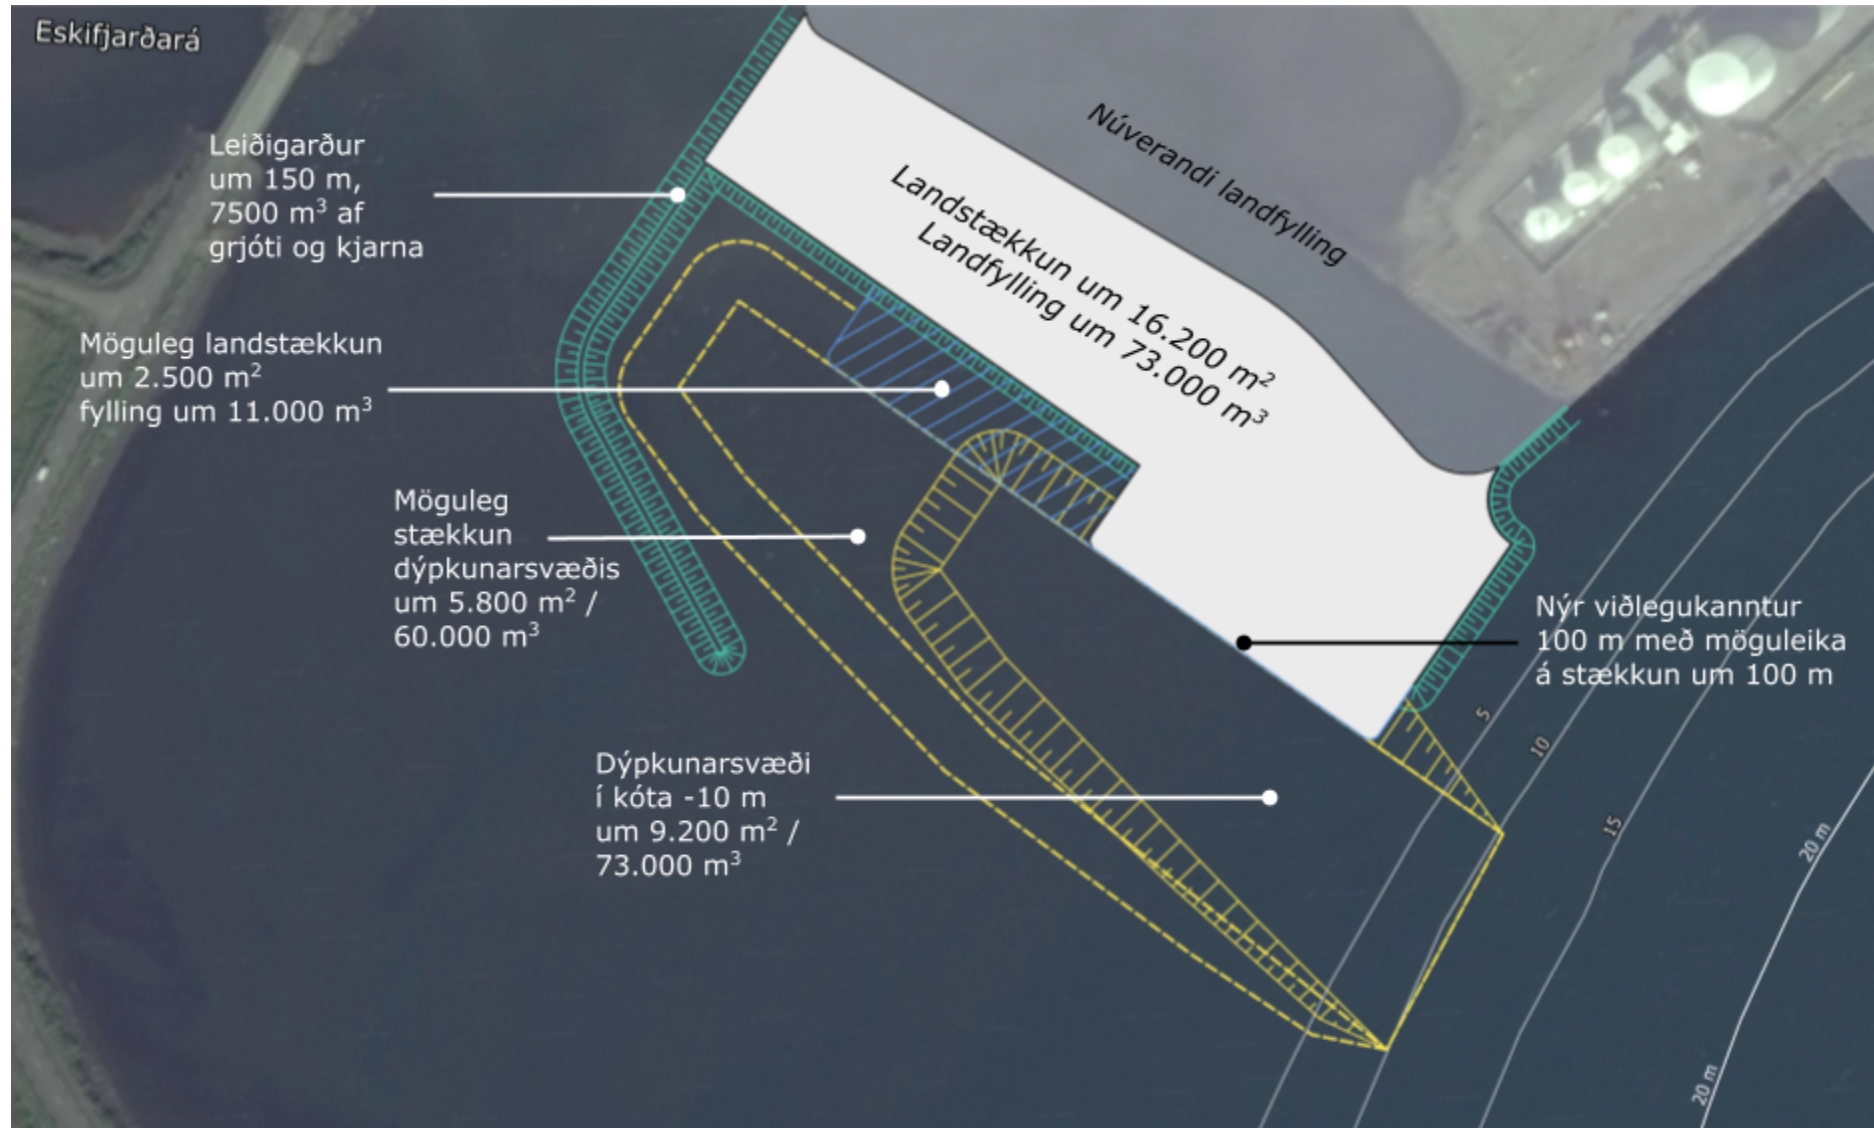 Eskifjarðará
Leiðigarður
um 150 m,
7500 m³ af
grjóti og kjarna
Núverandi landfylling
Landstækkun um 16.200 m²
Landfylling um 73.000 m³
Möguleg landstækkun
um 2.500 m²
fylling um 11.000 m³
Möguleg
stækkun
dýpkunarsvæðis
um 5.800 m² /
60.000 m³
Nýr viðlegukanntur
100 m með möguleika
á stækkun um 100 m
Dýpkunarsvæði
í kóta -10 m
um 9.200 m² /
73.000 m³
5
10
15
20 m
20 m